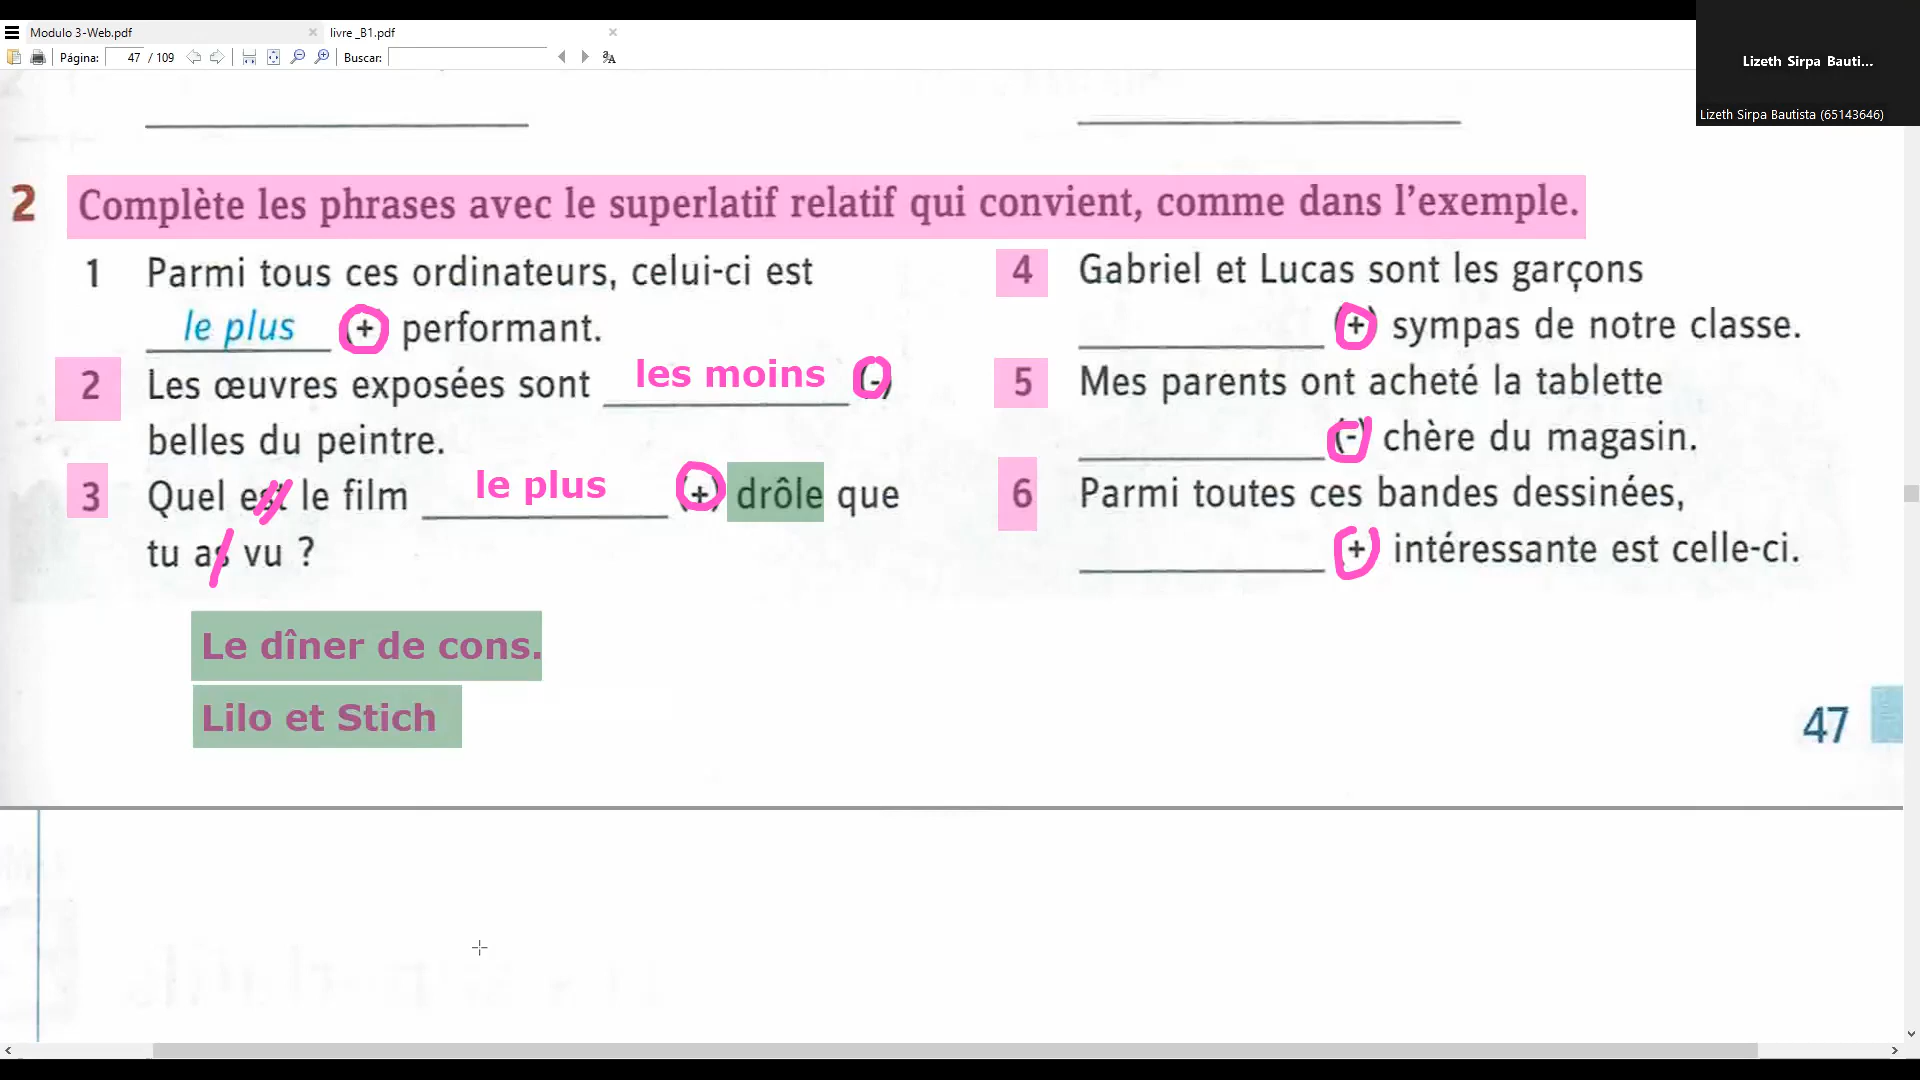 Modulo 3-Web.pdf
livre _B1.pdf
Página: 47 / 109 Buscar:
Lizeth Sirpa Bauti...
Lizeth Sirpa Bautista (65143646)
2 Complète les phrases avec le superlatif relatif qui convient, comme dans l'exemple.
1 Parmi tous ces ordinateurs, celui-ci est
le plus (+) performant.
2 Les œuvres exposées sont les moins (-)
belles du peintre.
3 Quel est le film le plus (+) drôle que
tu as vu ?
Le dîner de cons.
Lilo et Stich
4 Gabriel et Lucas sont les garçons
(+) sympas de notre classe.
5 Mes parents ont acheté la tablette
(-) chère du magasin.
6 Parmi toutes ces bandes dessinées,
(+) intéressante est celle-ci.
47